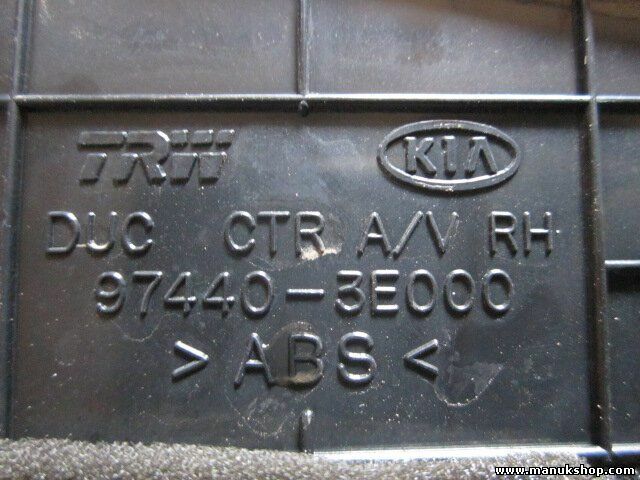 TRW KIA
DUC CTR A/V RH
97440-3E000
>ABS<
www.manukshop.com